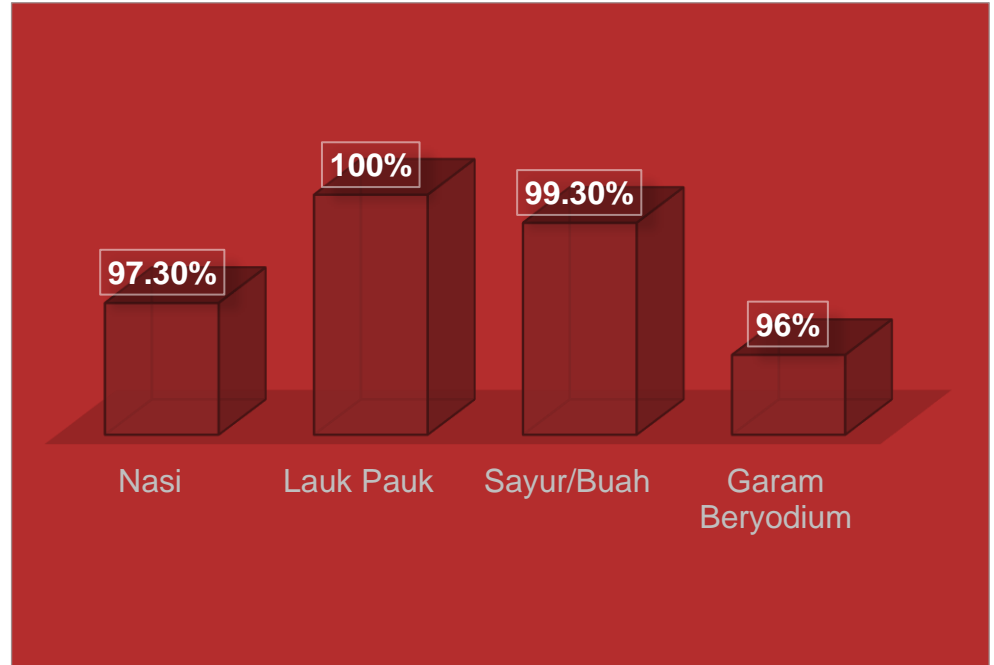 100%
99.30%
97.30%
96%
Nasi
Lauk Pauk
Sayur/Buah
Garam
Beryodium